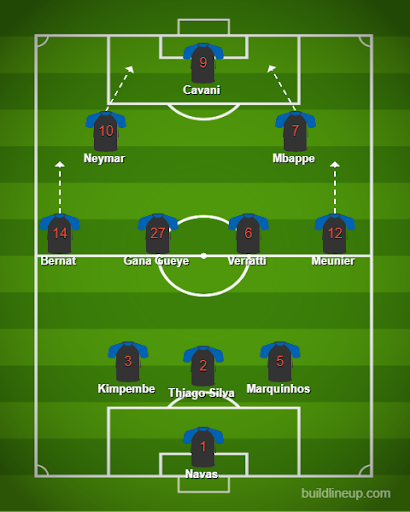 9
Cavani
10
7
Neymar
Mbappe
14
27
6
12
Bernat
Gana Gueye
Verratti
Meunier
3
2
5
Kimpembe
Thiago Silva
Marquinhos
1
Navas
buildlineup.com